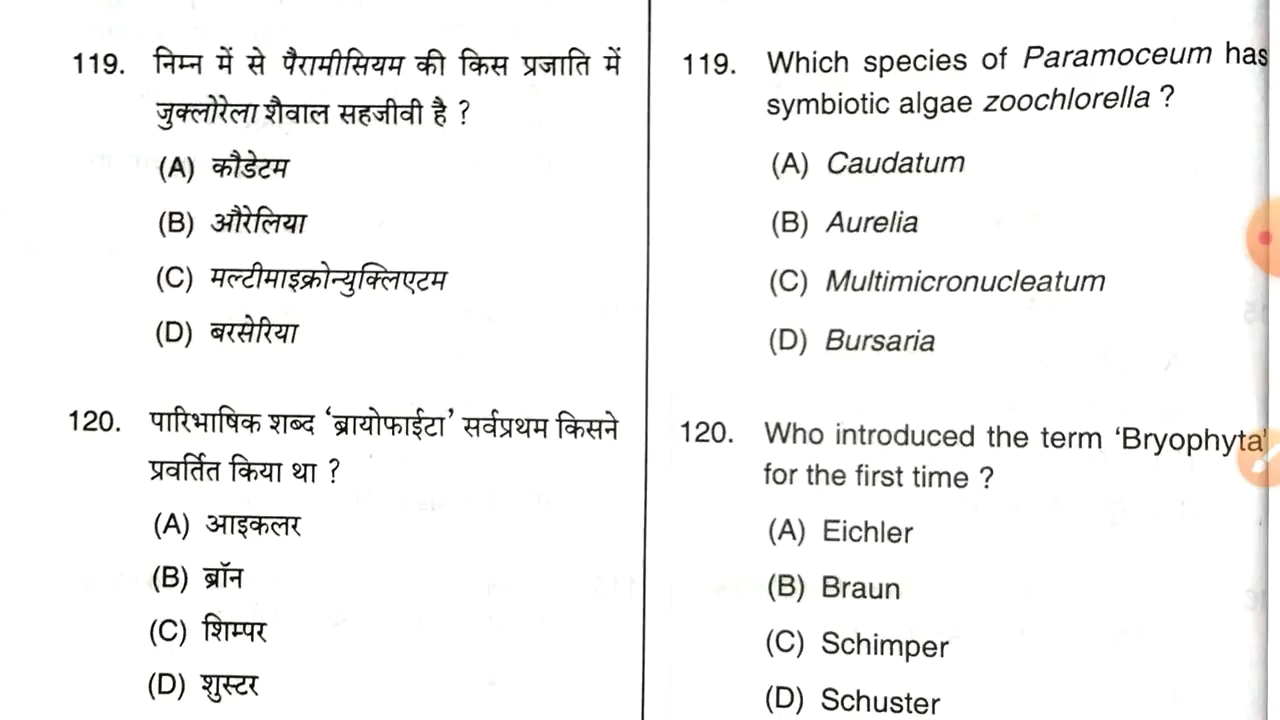 119. निम्न में से पैरामीसियम की किस प्रजाति में
जुक्लोरेला शैवाल सहजीवी है ?
(A) कौडेटम
(B) औरेलिया
(C) मल्टीमाइक्रोन्युक्लिएटम
(D) बरसेरिया
120. पारिभाषिक शब्द ‘ब्रायोफाईटा’ सर्वप्रथम किसने
प्रवर्तित किया था ?
(A) आइकलर
(B) ब्रॉन
(C) शिम्पर
(D) शुस्टर
119. Which species of Paramoceum has
symbiotic algae zoochlorella ?
(A) Caudatum
(B) Aurelia
(C) Multimicronucleatum
(D) Bursaria
120. Who introduced the term ‘Bryophyta’
for the first time ?
(A) Eichler
(B) Braun
(C) Schimper
(D) Schuster